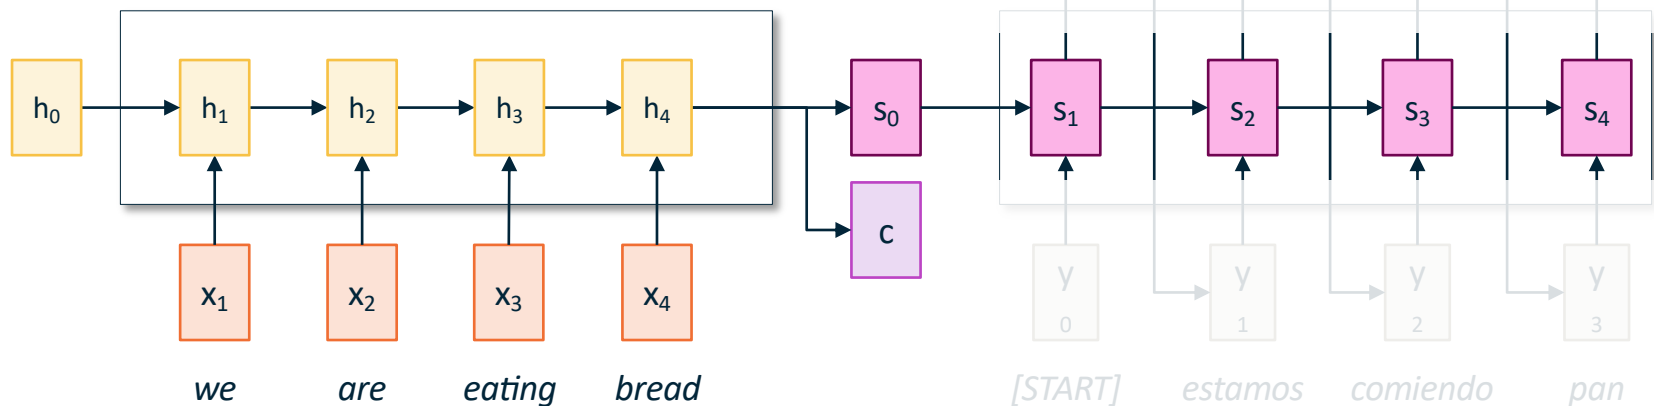 h₀ h₁ h₂ h₃ h₄ s₀ s₁ s₂ s₃ s₄
c
x₁ x₂ x₃ x₄ y₀ y₁ y₂ y₃
we are eating bread [START] estamos comiendo pan